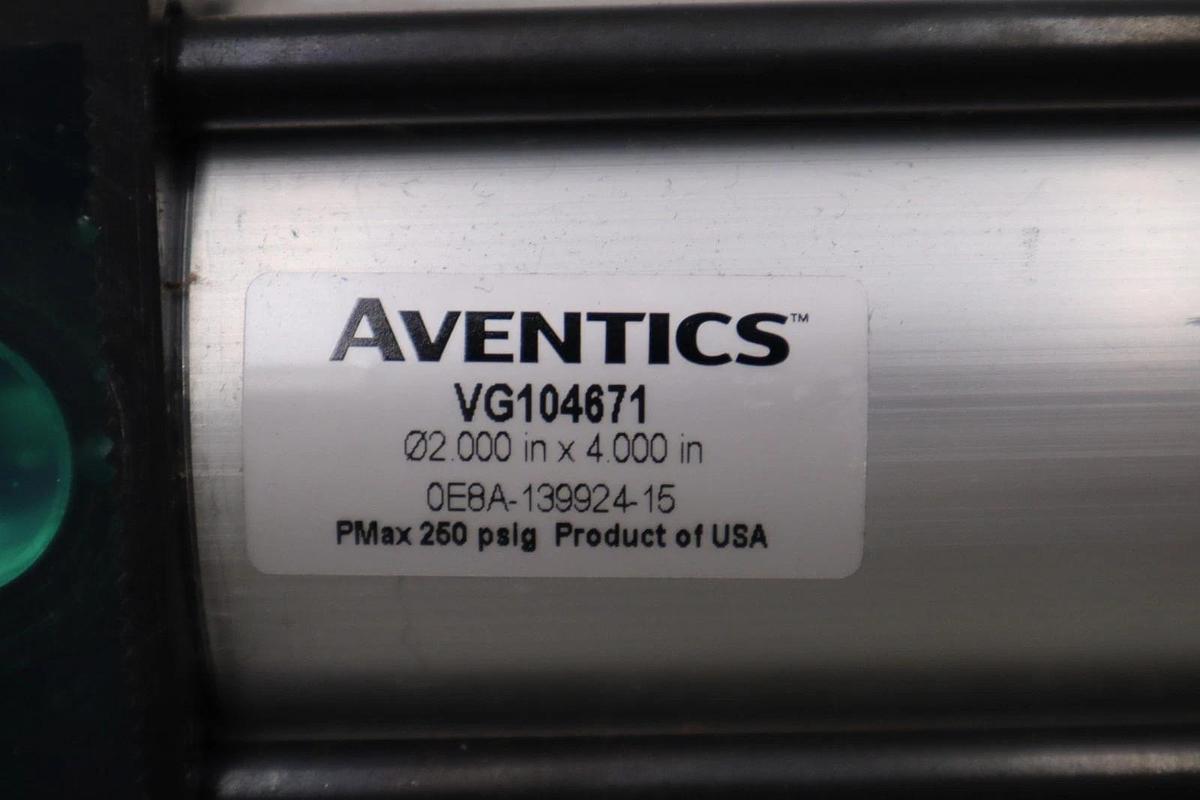 AVENTICS™
VG104671
Ø2.000 in x 4.000 in
0E8A-139924-15
PMax 250 psig Product of USA